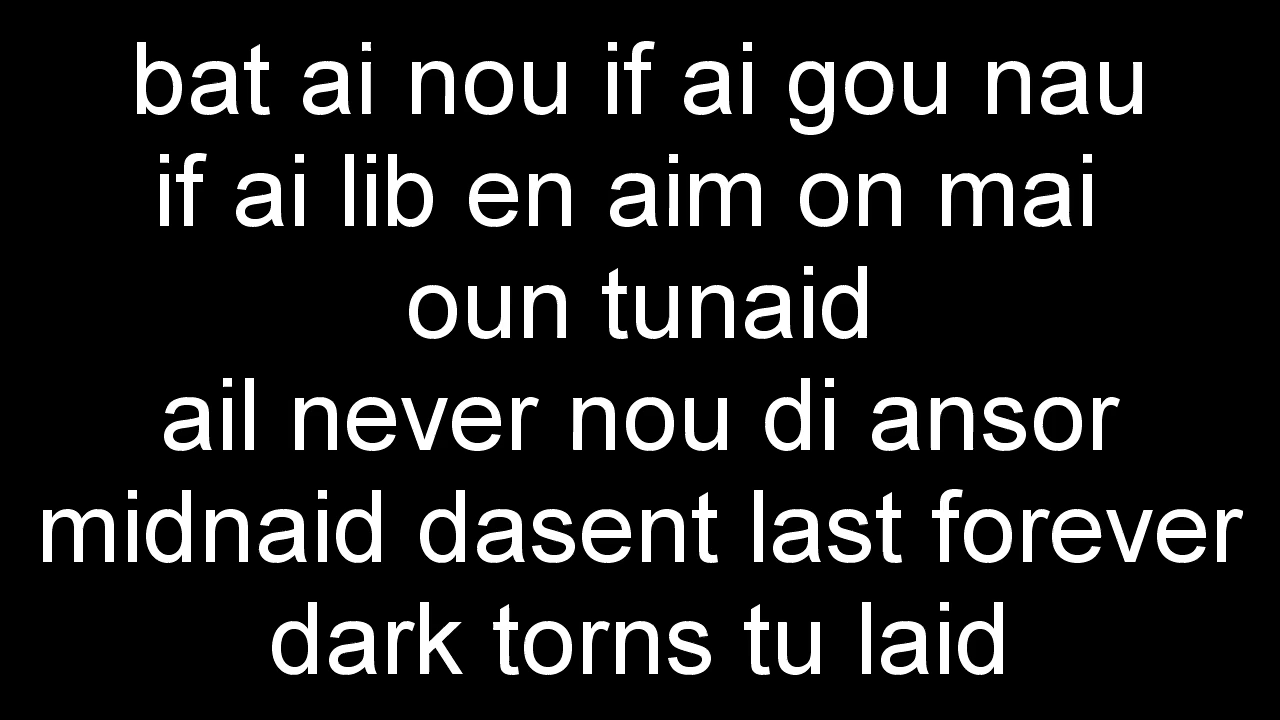 bat ai nou if ai gou nau
if ai lib en aim on mai
oun tunaid
ail never nou di ansor
midnaid dasent last forever
dark torns tu laid